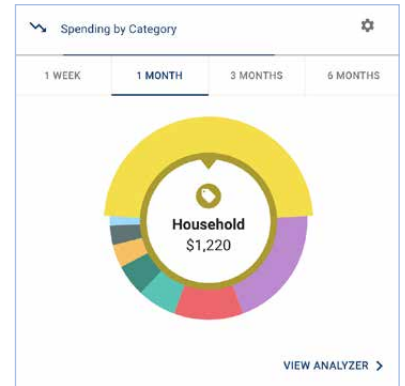 Spending by Category
1 WEEK 1 MONTH 3 MONTHS 6 MONTHS
Household
$1,220
VIEW ANALYZER